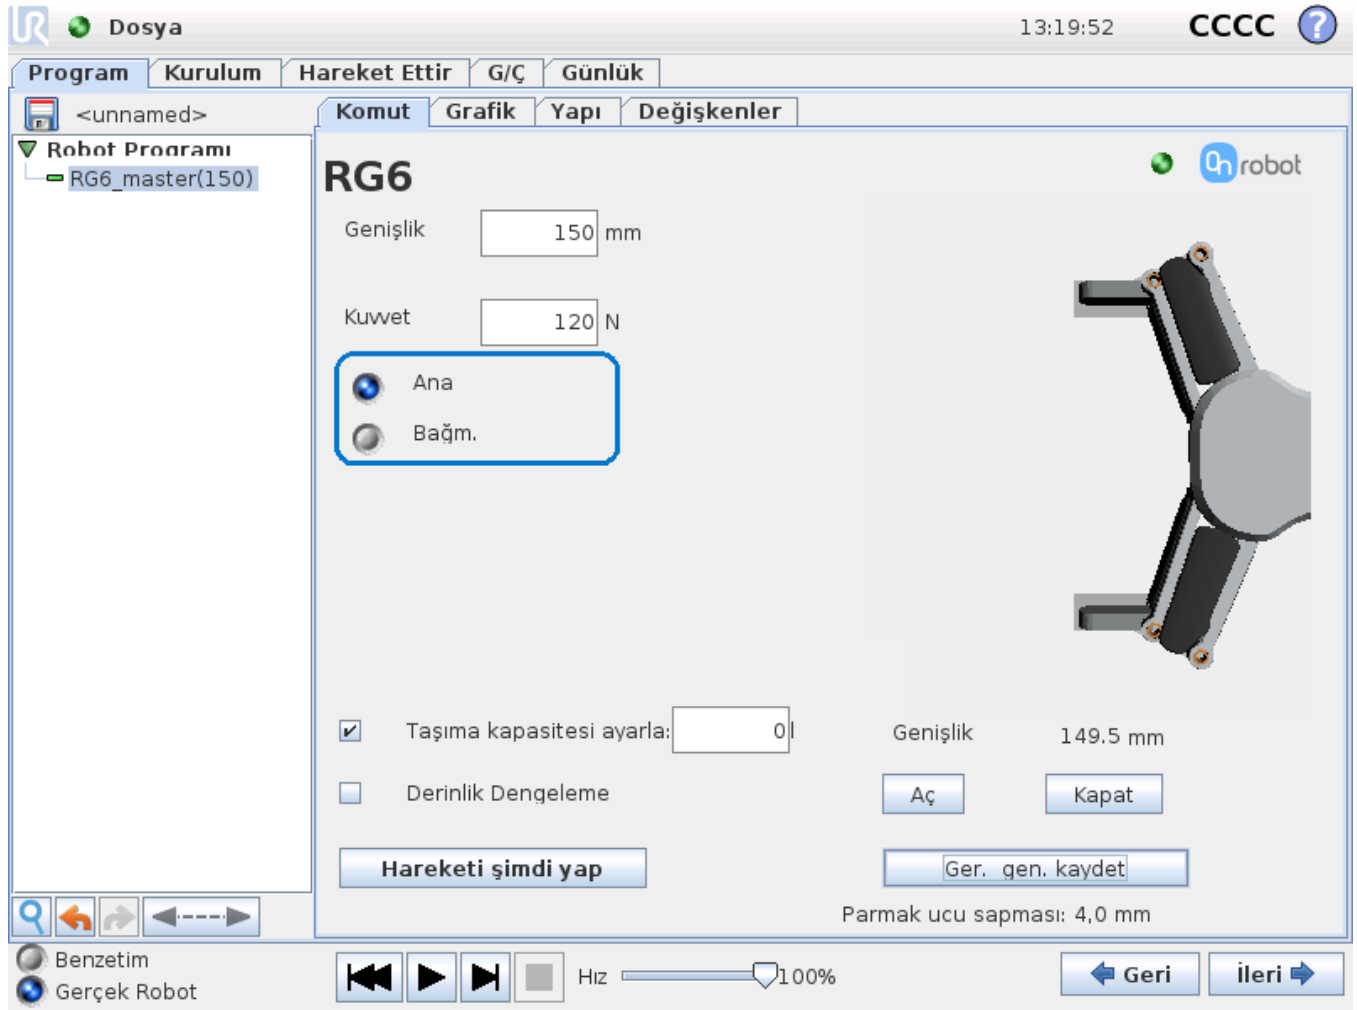 UR Dosya 13:19:52 CCCC ?
Program Kurulum Hareket Ettir G/Ç Günlük
<unnamed> Komut Grafik Yapı Değişkenler
Robot Programı
RG6_master(150)
RG6 On robot
Genişlik 150 mm
Kuvvet 120 N
Ana
Bağm.
Taşıma kapasitesi ayarla: 0 Genişlik 149.5 mm
Derinlik Dengeleme Aç Kapat
Hareketi şimdi yap Ger. gen. kaydet
Parmak ucu sapması: 4,0 mm
Benzetim
Gerçek Robot
Hız 100% Geri İleri